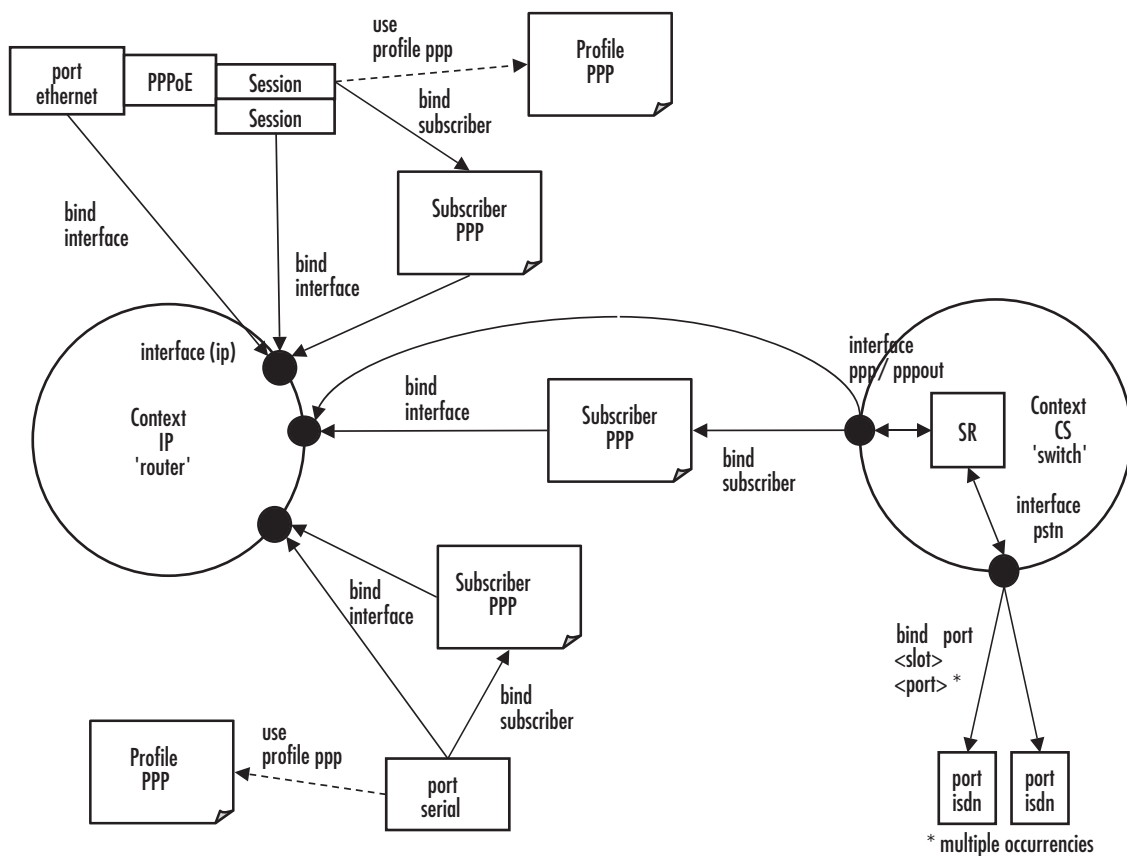 use
profile ppp
Profile
PPP
port
ethernet
PPPoE
Session
Session
bind
subscriber
Subscriber
PPP
bind
interface
bind
interface
interface (ip)
Context
IP
'router'
bind
interface
Subscriber
PPP
bind
subscriber
interface
ppp / pppout
SR
Context
CS
'switch'
interface
pstn
bind
interface
Subscriber
PPP
bind
subscriber
bind port
<slot>
<port> *
use
profile ppp
Profile
PPP
port
serial
port
isdn
port
isdn
* multiple occurrencies